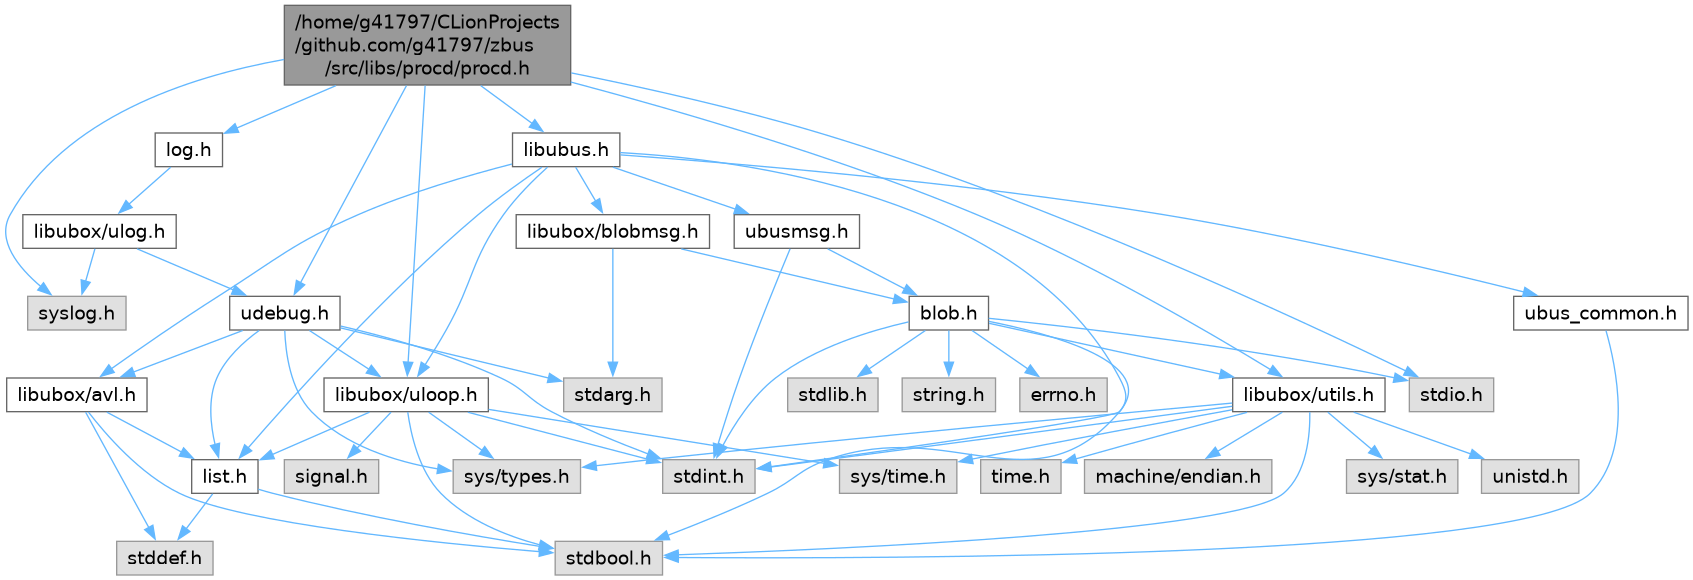 /home/g41797/CLionProjects
/github.com/g41797/zbus
/src/libs/procd/procd.h
log.h
libubus.h
libubox/ulog.h
libubox/blobmsg.h
ubusmsg.h
syslog.h
udebug.h
blob.h
ubus_common.h
libubox/avl.h
libubox/uloop.h
stdarg.h
stdlib.h
string.h
errno.h
libubox/utils.h
stdio.h
list.h
signal.h
sys/types.h
stdint.h
sys/time.h
time.h
machine/endian.h
sys/stat.h
unistd.h
stddef.h
stdbool.h